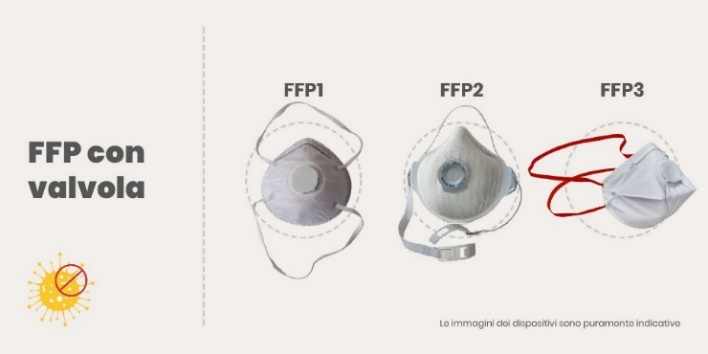 FFP con
valvola
FFP1
FFP2
FFP3
Le immagini dei dispositivi sono puramente indicative